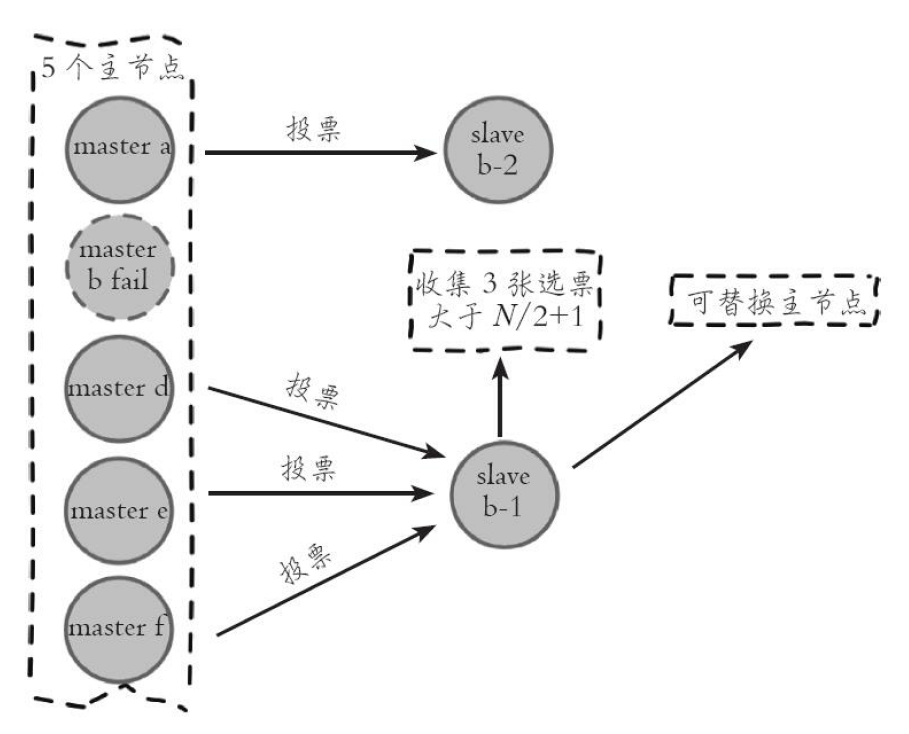 5 个主节点
master a
投票
slave
b-2
master
b fail
收集 3 张选票
大于 N/2+1
可替换主节点
master d
投票
master e
投票
slave
b-1
master f
投票